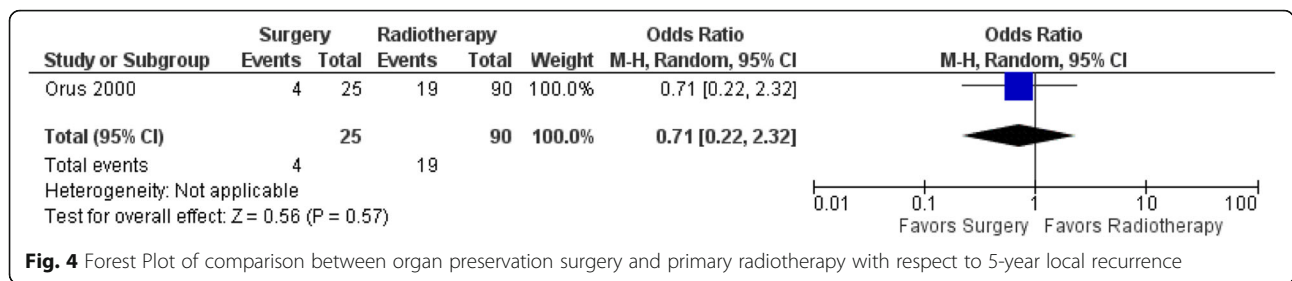 Surgery Radiotherapy Odds Ratio Odds Ratio
Study or Subgroup Events Total Events Total Weight M-H, Random, 95% CI M-H, Random, 95% CI
Orus 2000 4 25 19 90 100.0% 0.71 [0.22, 2.32]
Total (95% CI) 25 90 100.0% 0.71 [0.22, 2.32]
Total events 4 19
Heterogeneity: Not applicable
Test for overall effect: Z = 0.56 (P = 0.57)
0.01 0.1 1 10 100
Favors Surgery Favors Radiotherapy
Fig. 4 Forest Plot of comparison between organ preservation surgery and primary radiotherapy with respect to 5-year local recurrence